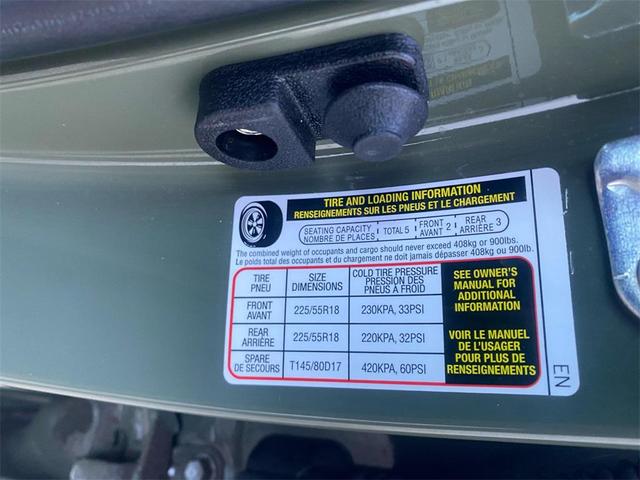 TIRE AND LOADING INFORMATION
RENSEIGNEMENTS SUR LES PNEUS ET LE CHARGEMENT
SEATING CAPACITY
NOMBRE DE PLACES
TOTAL 5
FRONT
AVANT 2
REAR
ARRIÈRE 3
The combined weight of occupants and cargo should never exceed 408kg or 900lbs.
Le poids total des occupants et du chargement ne doit jamais dépasser 408kg ou 900 lb.
TIRE
PNEU
SIZE
DIMENSIONS
COLD TIRE PRESSURE
PRESSION DES
PNEUS A FROID
FRONT
AVANT
225/55R18
230KPA, 33PSI
REAR
ARRIÈRE
225/55R18
220KPA, 32PSI
SPARE
DE SECOURS
T145/80D17
420KPA, 60PSI
SEE OWNER'S
MANUAL FOR
ADDITIONAL
INFORMATION
VOIR LE MANUEL
DE L'USAGER
POUR PLUS DE
RENSEIGNEMENTS
EN